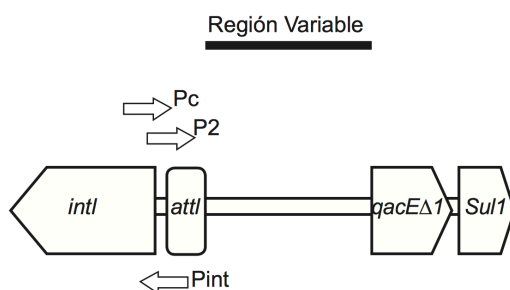 Región Variable
Pc
P2
intI attI qacEΔ1 Sul1
Pint